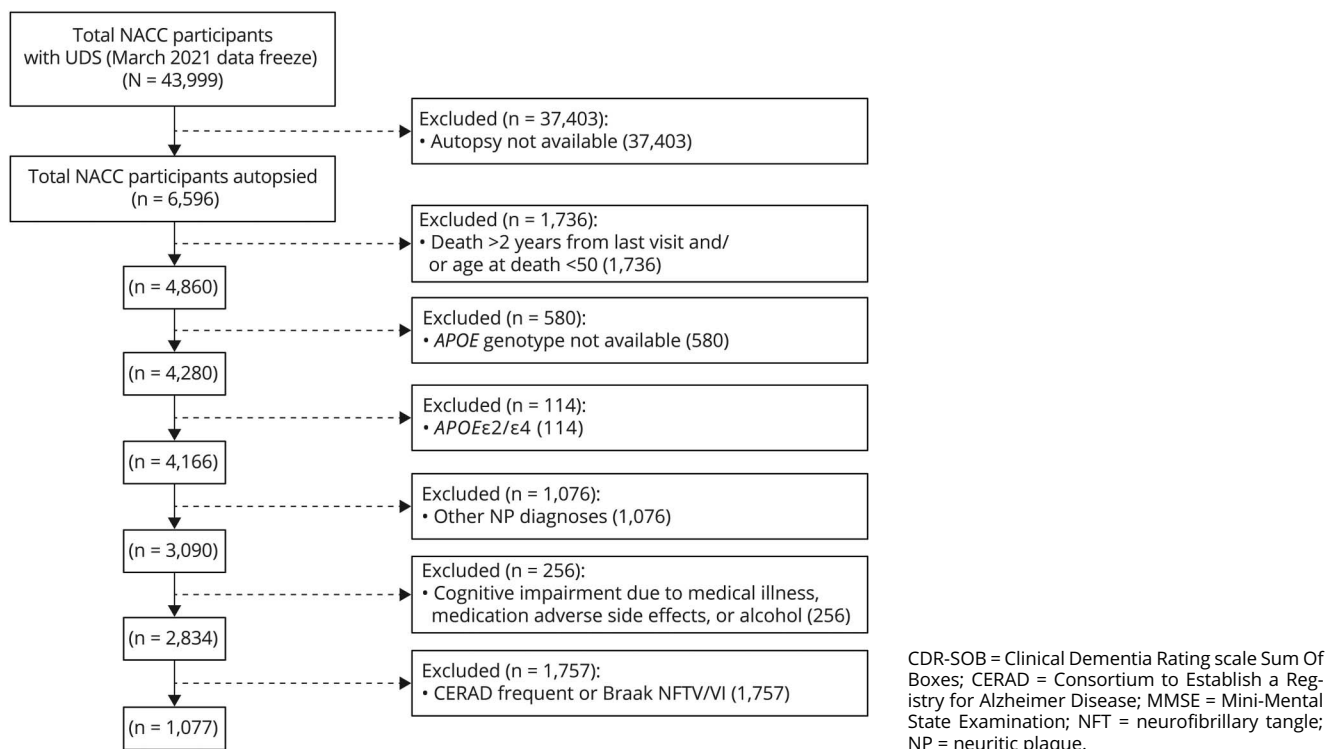 Total NACC participants
with UDS (March 2021 data freeze)
(N = 43,999)
Excluded (n = 37,403):
• Autopsy not available (37,403)
Total NACC participants autopsied
(n = 6,596)
Excluded (n = 1,736):
• Death >2 years from last visit and/
or age at death <50 (1,736)
(n = 4,860)
Excluded (n = 580):
• APOE genotype not available (580)
(n = 4,280)
Excluded (n = 114):
• APOEε2/ε4 (114)
(n = 4,166)
Excluded (n = 1,076):
• Other NP diagnoses (1,076)
(n = 3,090)
Excluded (n = 256):
• Cognitive impairment due to medical illness,
medication adverse side effects, or alcohol (256)
(n = 2,834)
Excluded (n = 1,757):
• CERAD frequent or Braak NFTV/VI (1,757)
(n = 1,077)
CDR-SOB = Clinical Dementia Rating scale Sum Of
Boxes; CERAD = Consortium to Establish a Reg-
istry for Alzheimer Disease; MMSE = Mini-Mental
State Examination; NFT = neurofibrillary tangle;
NP = neuritic plaque.